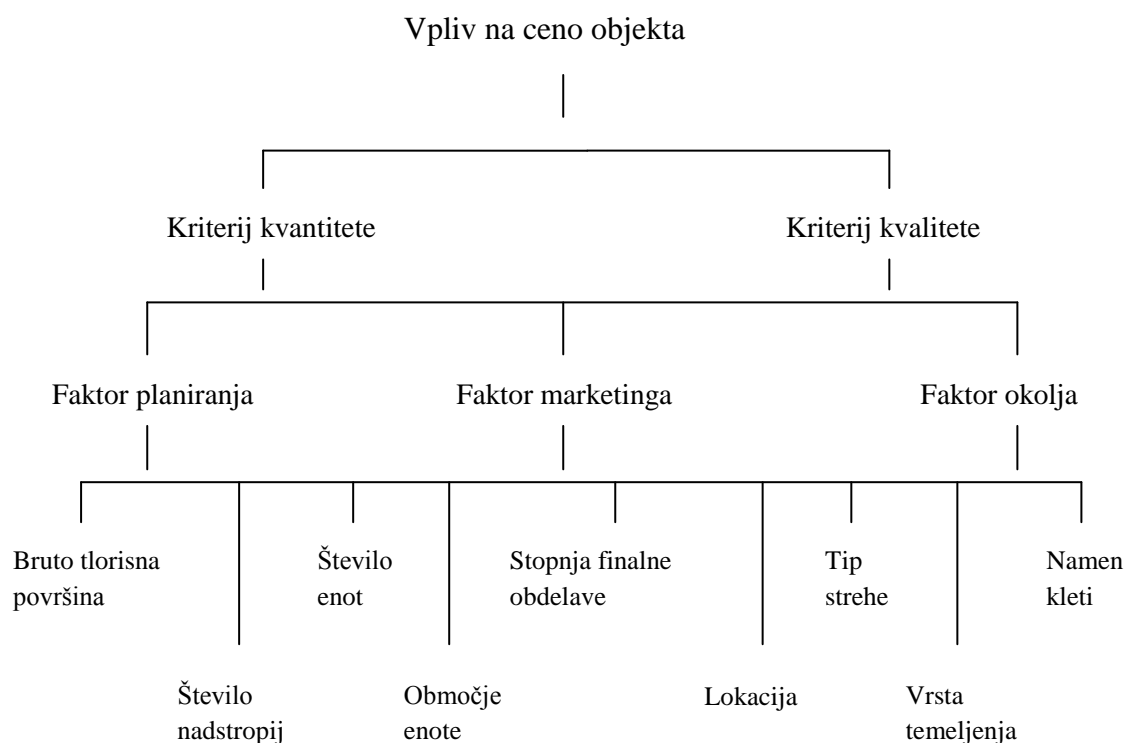 Vpliv na ceno objekta
Kriterij kvantitete
Kriterij kvalitete
Faktor planiranja
Faktor marketinga
Faktor okolja
Bruto tlorisna
površina
Število
enot
Stopnja finalne
obdelave
Tip
strehe
Namen
kleti
Število
nadstropij
Območje
enote
Lokacija
Vrsta
temeljenja